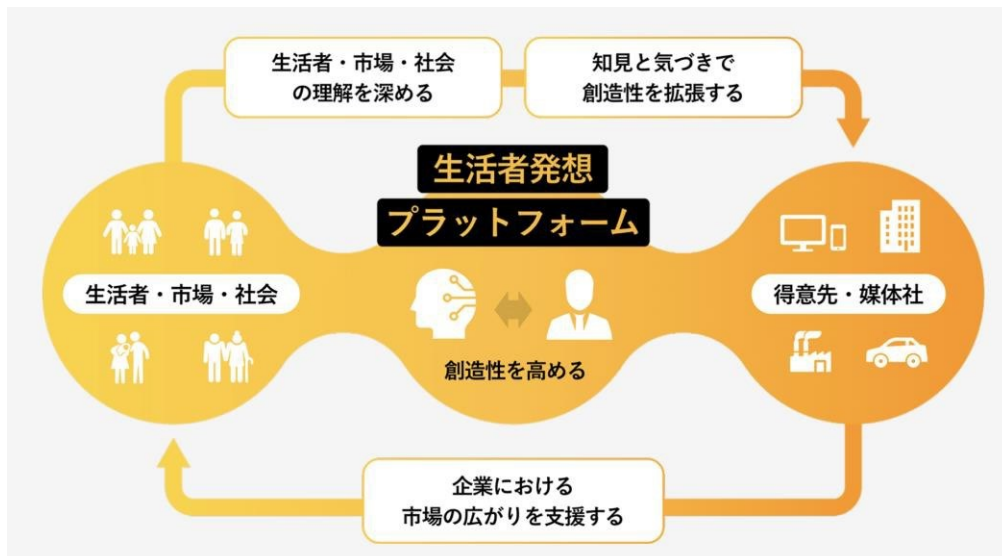 生活者・市場・社会
の理解を深める
知見と気づきで
創造性を拡張する
生活者発想
プラットフォーム
生活者・市場・社会
得意先・媒体社
創造性を高める
企業における
市場の広がりを支援する